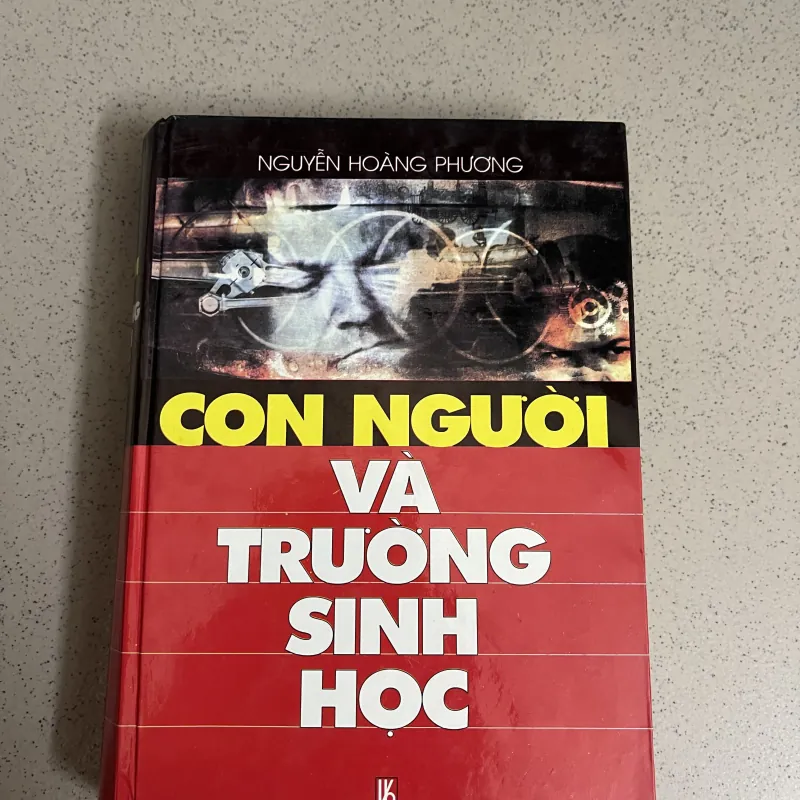 NGUYỄN HOÀNG PHƯƠNG
CON NGƯỜI
VÀ
TRƯỜNG
SINH
HỌC